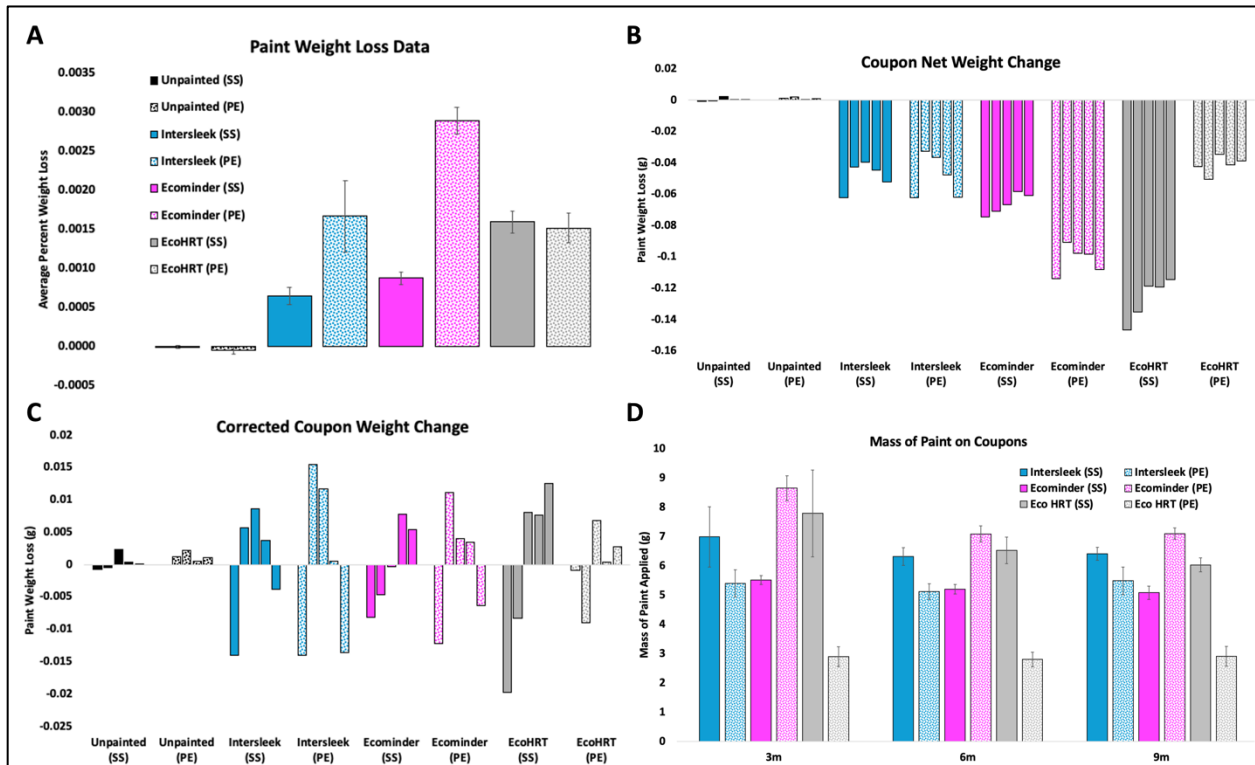 A
Paint Weight Loss Data
Average Percent Weight Loss
0.0035
0.0030
0.0025
0.0020
0.0015
0.0010
0.0005
0.0000
-0.0005
Unpainted (SS)
Unpainted (PE)
Intersleek (SS)
Intersleek (PE)
Ecominder (SS)
Ecominder (PE)
EcoHRT (SS)
EcoHRT (PE)
B
Coupon Net Weight Change
Paint Weight Loss (g)
0.02
0
-0.02
-0.04
-0.06
-0.08
-0.10
-0.12
-0.14
-0.16
Unpainted
(SS)
Unpainted
(PE)
Intersleek
(SS)
Intersleek
(PE)
Ecominder
(SS)
Ecominder
(PE)
EcoHRT
(SS)
EcoHRT
(PE)
C
Corrected Coupon Weight Change
Paint Weight Loss (g)
0.02
0.015
0.01
0.005
0
-0.005
-0.01
-0.015
-0.02
-0.025
Unpainted
(SS)
Unpainted
(PE)
Intersleek
(SS)
Intersleek
(PE)
Ecominder
(SS)
Ecominder
(PE)
EcoHRT
(SS)
EcoHRT
(PE)
D
Mass of Paint on Coupons
Mass of Paint Applied (g)
10
9
8
7
6
5
4
3
2
1
0
Intersleek (SS)
Intersleek (PE)
Ecominder (SS)
Ecominder (PE)
Eco HRT (SS)
Eco HRT (PE)
3m
6m
9m